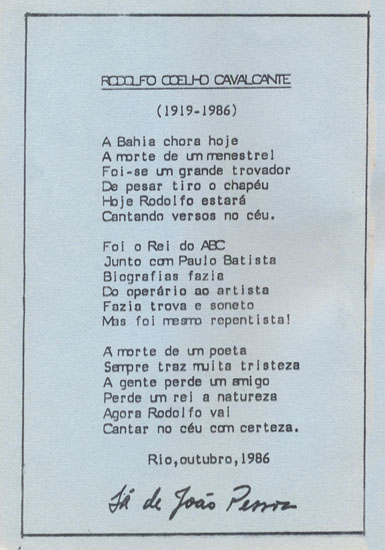 RODOLFO COELHO CAVALCANTE
(1919-1986)
A Bahia chora hoje
A morte de um menestrel
Foi-se um grande trovador
De pesar tiro o chapéu
Hoje Rodolfo estará
Cantando versos no céu.
Foi o Rei do ABC
Junto com Paulo Batista
Biografias fazia
Do operário ao artista
Fazia trova e soneto
Mas foi mesmo repentista!
A morte de um poeta
Sempre traz muita tristeza
A gente perde um amigo
Perde um rei a natureza
Agora Rodolfo vai
Cantar no céu com certeza.
Rio,outubro,1986
Sá de João Pessoa